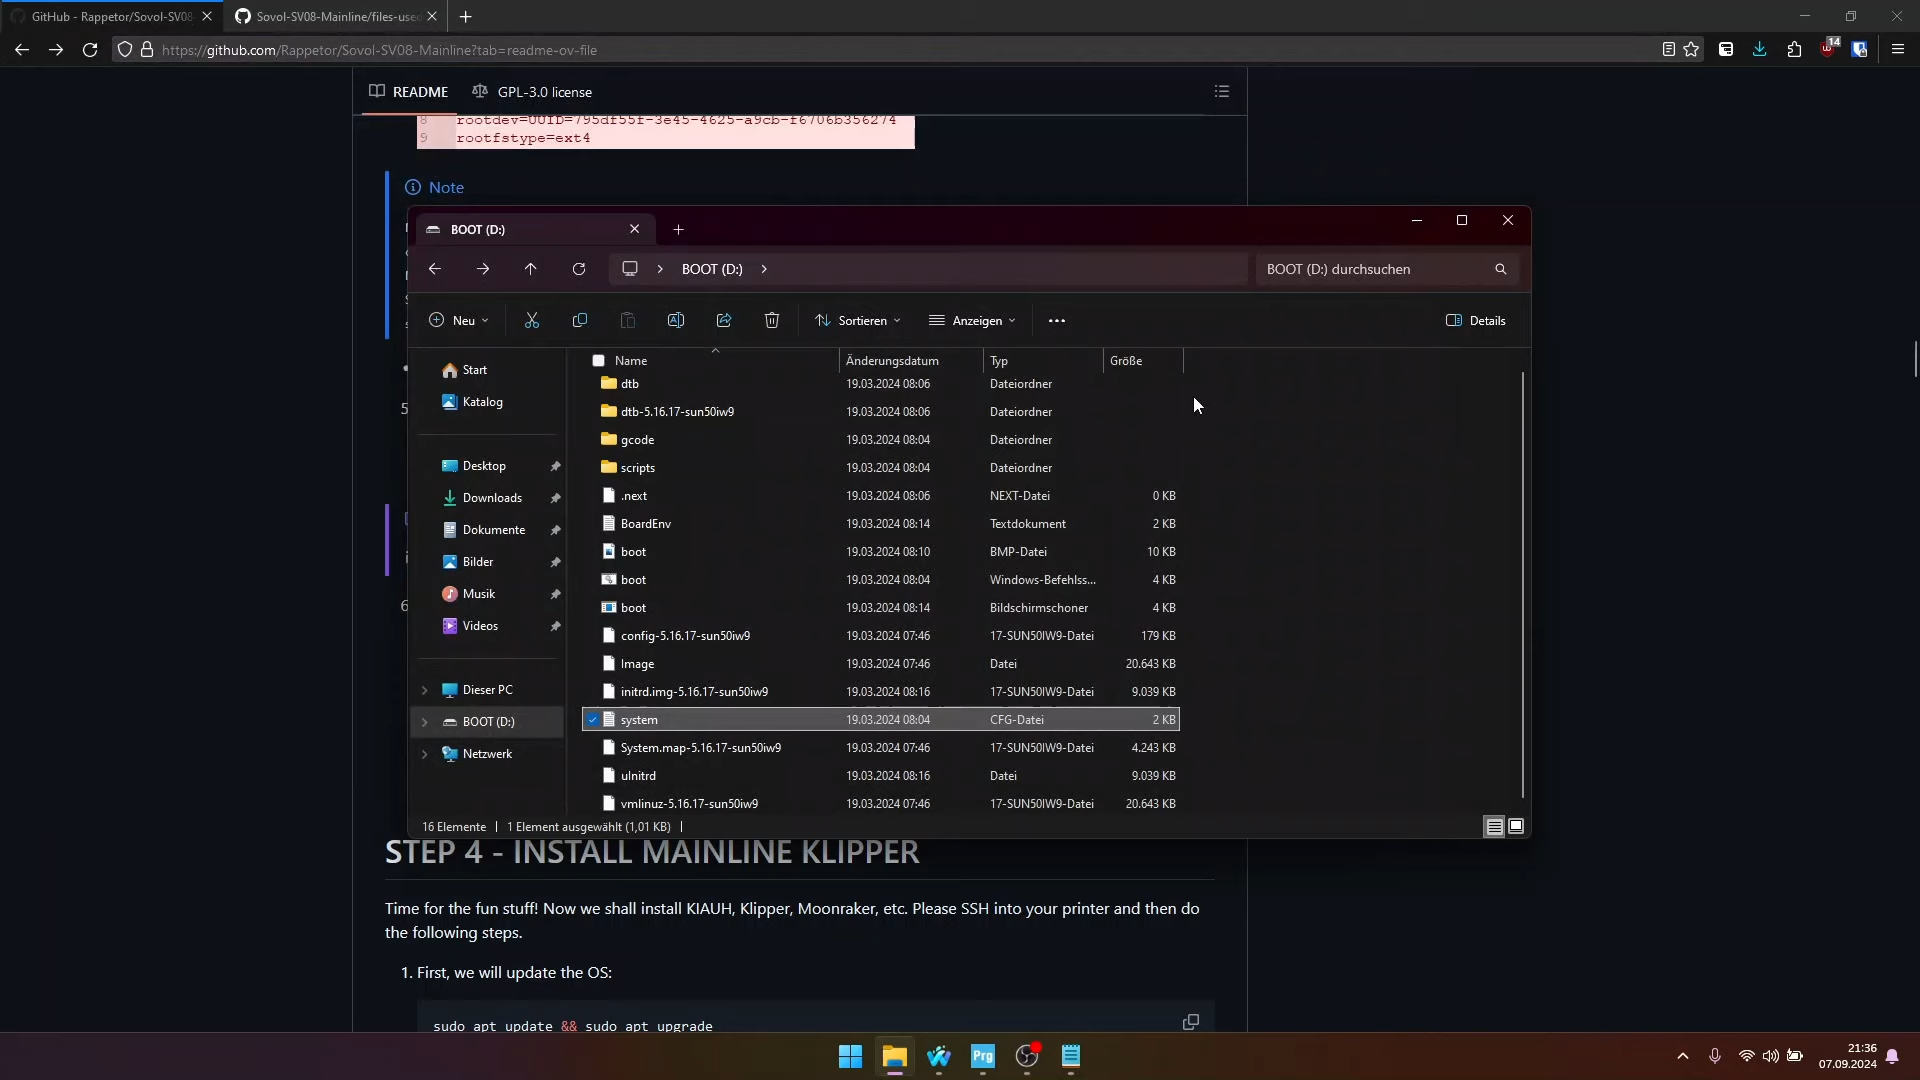 GitHub - Rappetor/Sovol-SV08
Sovol-SV08-Mainline/files-used
https://github.com/Rappetor/Sovol-SV08-Mainline?tab=readme-ov-file
14
README
GPL-3.0 license
8 rootdev=UUID=795df55f-3e45-4625-a9cb-f6706b356274
9 rootfstype=ext4
Note
BOOT (D:)
BOOT (D:)
BOOT (D:) durchsuchen
Neu
Sortieren
Anzeigen
Details
Name Änderungsdatum Typ Größe
Start
Katalog
Desktop
Downloads
Dokumente
Bilder
Musik
Videos
Dieser PC
BOOT (D:)
Netzwerk
dtb 19.03.2024 08:06 Dateiordner
dtb-5.16.17-sun50iw9 19.03.2024 08:06 Dateiordner
gcode 19.03.2024 08:04 Dateiordner
scripts 19.03.2024 08:04 Dateiordner
.next 19.03.2024 08:06 NEXT-Datei 0 KB
BoardEnv 19.03.2024 08:14 Textdokument 2 KB
boot 19.03.2024 08:10 BMP-Datei 10 KB
boot 19.03.2024 08:04 Windows-Befehlss... 4 KB
boot 19.03.2024 08:14 Bildschirmschoner 4 KB
config-5.16.17-sun50iw9 19.03.2024 07:46 17-SUN50IW9-Datei 179 KB
Image 19.03.2024 07:46 Datei 20.643 KB
initrd.img-5.16.17-sun50iw9 19.03.2024 08:16 17-SUN50IW9-Datei 9.039 KB
system 19.03.2024 08:04 CFG-Datei 2 KB
System.map-5.16.17-sun50iw9 19.03.2024 07:46 17-SUN50IW9-Datei 4.243 KB
uInitrd 19.03.2024 08:16 Datei 9.039 KB
vmlinuz-5.16.17-sun50iw9 19.03.2024 07:46 17-SUN50IW9-Datei 20.643 KB
16 Elemente 1 Element ausgewählt (1,01 KB)
5
6
STEP 4 - INSTALL MAINLINE KLIPPER
Time for the fun stuff! Now we shall install KIAUH, Klipper, Moonraker, etc. Please SSH into your printer and then do
the following steps.
1. First, we will update the OS:
sudo apt update && sudo apt upgrade
Prg
21:36
07.09.2024